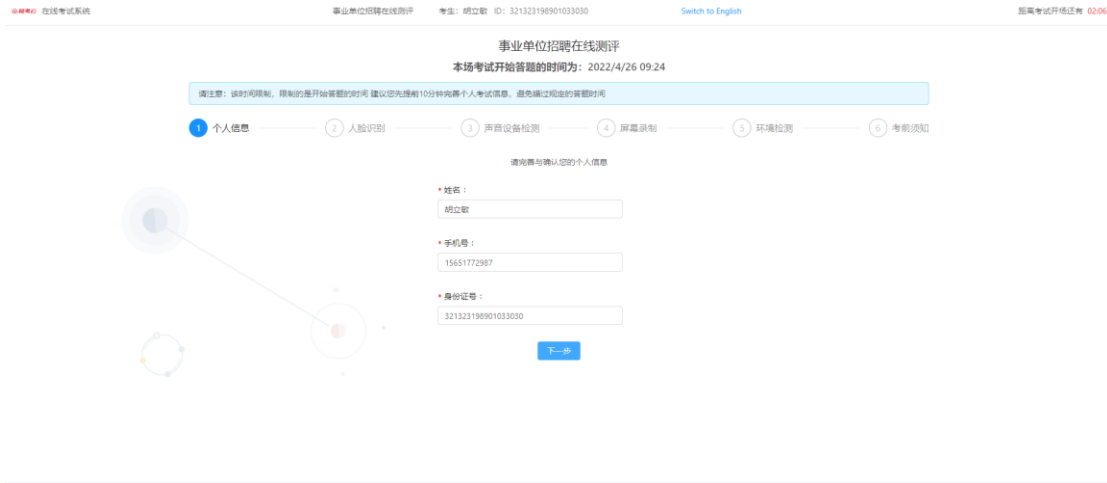 在线考试系统 事业单位招聘在线测评 考生：胡立敏 ID：321323198901033030 Switch to English 距离考试开场还有 02:06
事业单位招聘在线测评
本场考试开始答题的时间为：2022/4/26 09:24
请注意：该时间限制，限制的是开始答题的时间 建议您先提前10分钟完善个人考试信息，避免错过规定的答题时间
1 个人信息 2 人脸识别 3 声音设备检测 4 屏幕录制 5 环境检测 6 考前须知
请完善与确认您的个人信息
* 姓名：
胡立敏
* 手机号：
15651772987
* 身份证号：
321323198901033030
下一步